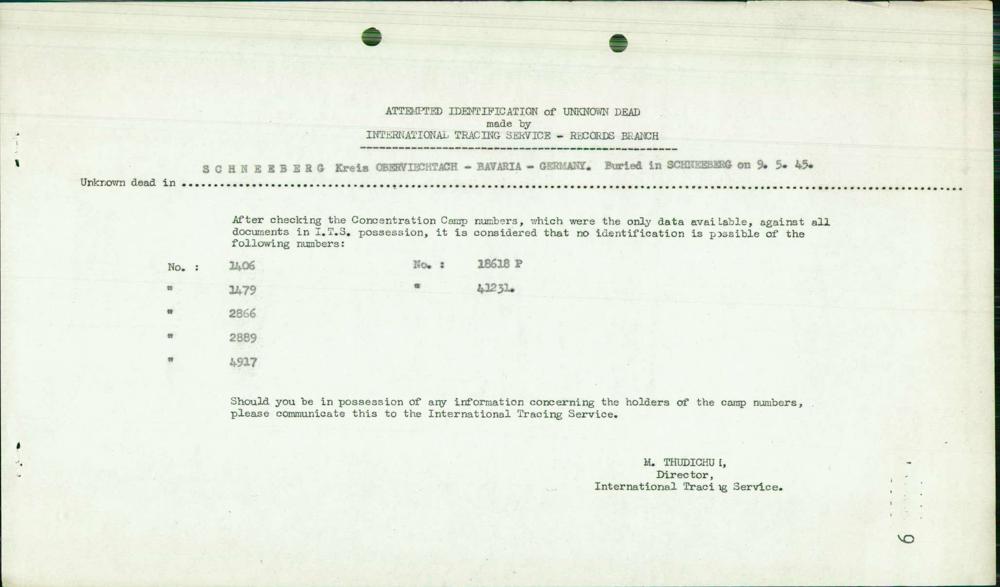 ATTEMPTED IDENTIFICATION of UNKNOWN DEAD
made by
INTERNATIONAL TRACING SERVICE - RECORDS BRANCH
S C H N E E B E R G Kreis OBERVIECHTACH - BAVARIA - GERMANY. Buried in SCHNEEBERG on 9. 5. 45.
Unknown dead in
After checking the Concentration Camp numbers, which were the only data available, against all
documents in I.T.S. possession, it is considered that no identification is possible of the
following numbers:
No. : 1406 No. : 18618 P
" 1479 " 41231.
" 2866
" 2889
" 4917
Should you be in possession of any information concerning the holders of the camp numbers,
please communicate this to the International Tracing Service.
M. THUDICHUM,
Director,
International Tracing Service.
9